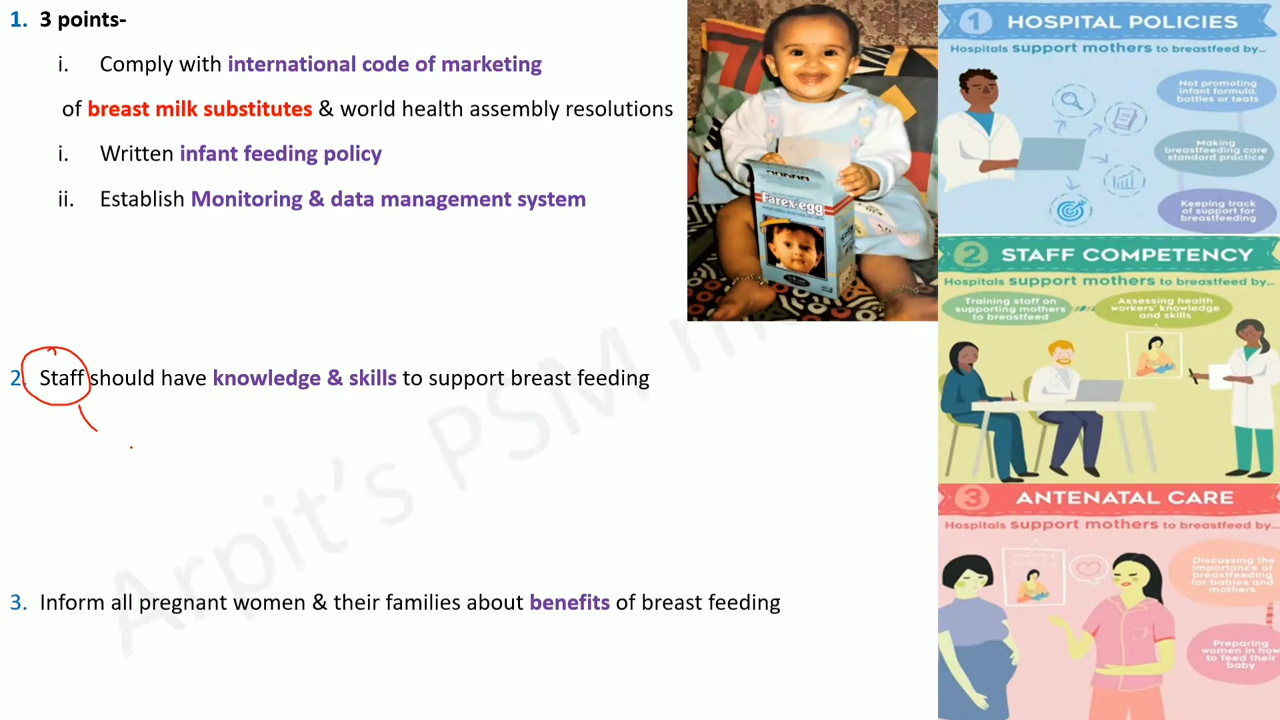 1. 3 points-
i. Comply with international code of marketing
of breast milk substitutes & world health assembly resolutions
i. Written infant feeding policy
ii. Establish Monitoring & data management system
2. Staff should have knowledge & skills to support breast feeding
3. Inform all pregnant women & their families about benefits of breast feeding
Arpit's PSM
Farex-egg
1 HOSPITAL POLICIES
Hospitals support mothers to breastfeed by...
Not promoting
infant formula,
bottles or teats
Making
breastfeeding care
standard practice
Keeping track
of support for
breastfeeding
2 STAFF COMPETENCY
Hospitals support mothers to breastfeed by...
Training staff on
supporting mothers
to breastfeed
Assessing health
workers' knowledge
and skills
3 ANTENATAL CARE
Hospitals support mothers to breastfeed by...
Discussing the
importance of
breastfeeding
for babies and
mothers
Preparing
women in how
to feed their
baby